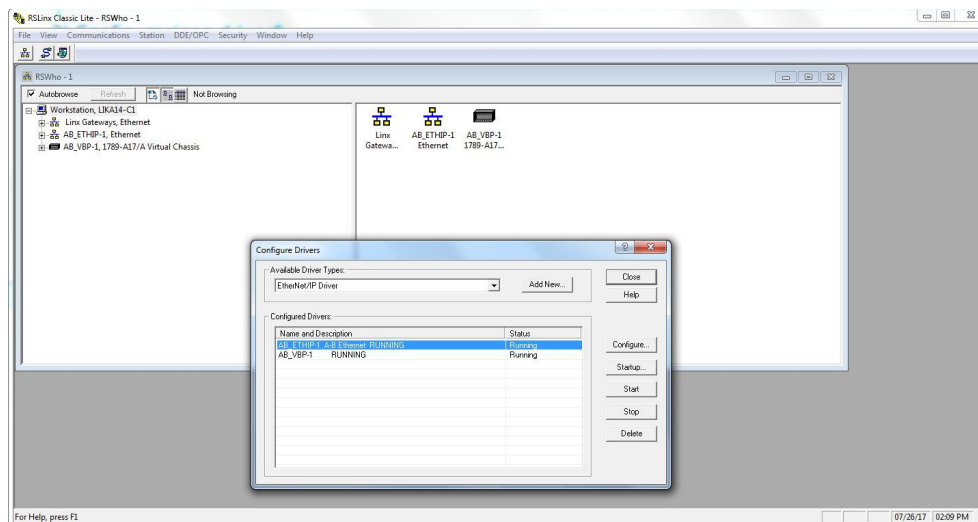 RSLinx Classic Lite - RSWho - 1
File View Communications Station DDE/OPC Security Window Help
RSWho - 1
Autobrowse Refresh Not Browsing
Workstation, LIKA14-C1
Linx Gateways, Ethernet
AB_ETHIP-1, Ethernet
AB_VBP-1, 1789-A17/A Virtual Chassis
Linx Gatewa...
AB_ETHIP-1 Ethernet
AB_VBP-1 1789-A17...
Configure Drivers
Available Driver Types:
EtherNet/IP Driver
Add New...
Close
Help
Configured Drivers:
Name and Description Status
AB_ETHIP-1 A-B Ethernet RUNNING Running
AB_VBP-1 RUNNING Running
Configure...
Startup...
Start
Stop
Delete
For Help, press F1
07/26/17 02:09 PM